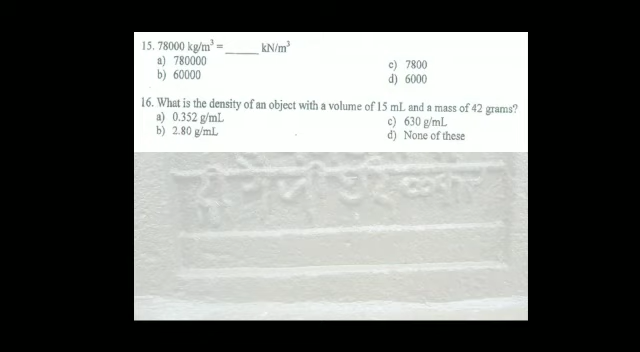 15. 78000 kg/m³ = ______ kN/m³
a) 780000
b) 60000
c) 7800
d) 6000
16. What is the density of an object with a volume of 15 mL and a mass of 42 grams?
a) 0.352 g/mL
b) 2.80 g/mL
c) 630 g/mL
d) None of these